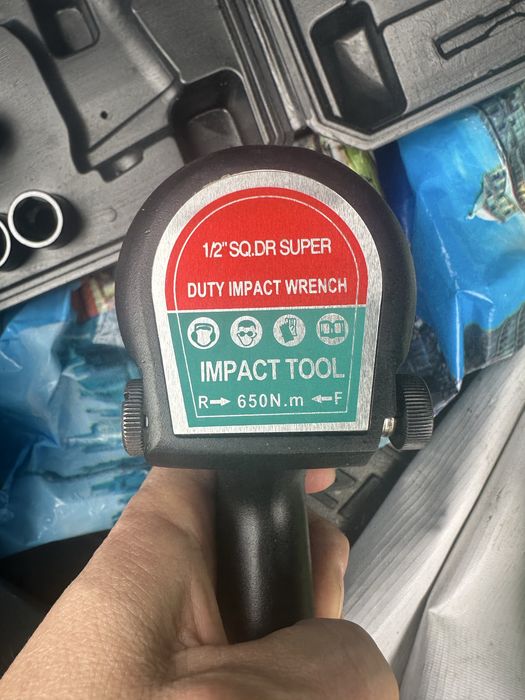 1/2" SQ.DR SUPER
DUTY IMPACT WRENCH
IMPACT TOOL
R→ 650N.m ←F